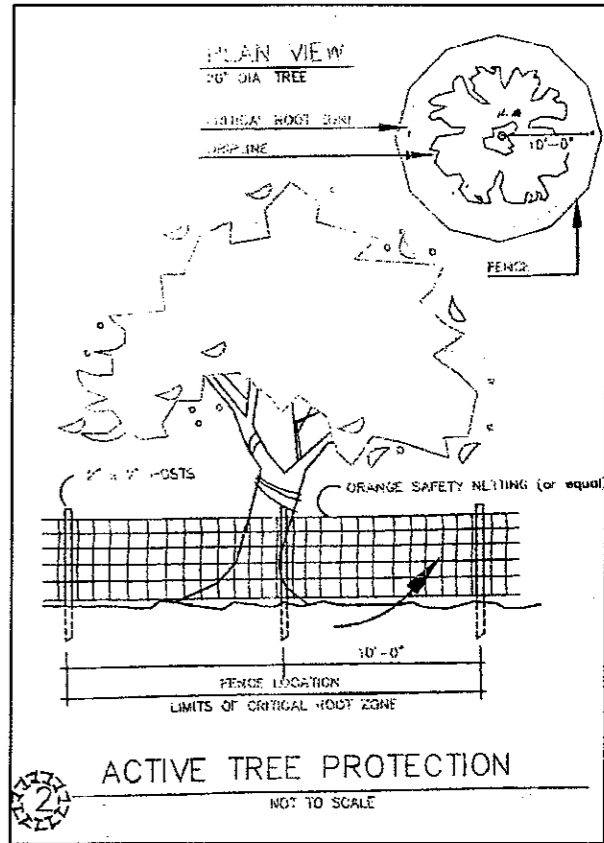 PLAN VIEW
20" DIA TREE
CRITICAL ROOT ZONE
DRIPLINE
10'-0"
FENCE
2" x 2" POSTS
ORANGE SAFETY NETTING (or equal)
10'-0"
FENCE LOCATION
LIMITS OF CRITICAL ROOT ZONE
2
ACTIVE TREE PROTECTION
NOT TO SCALE